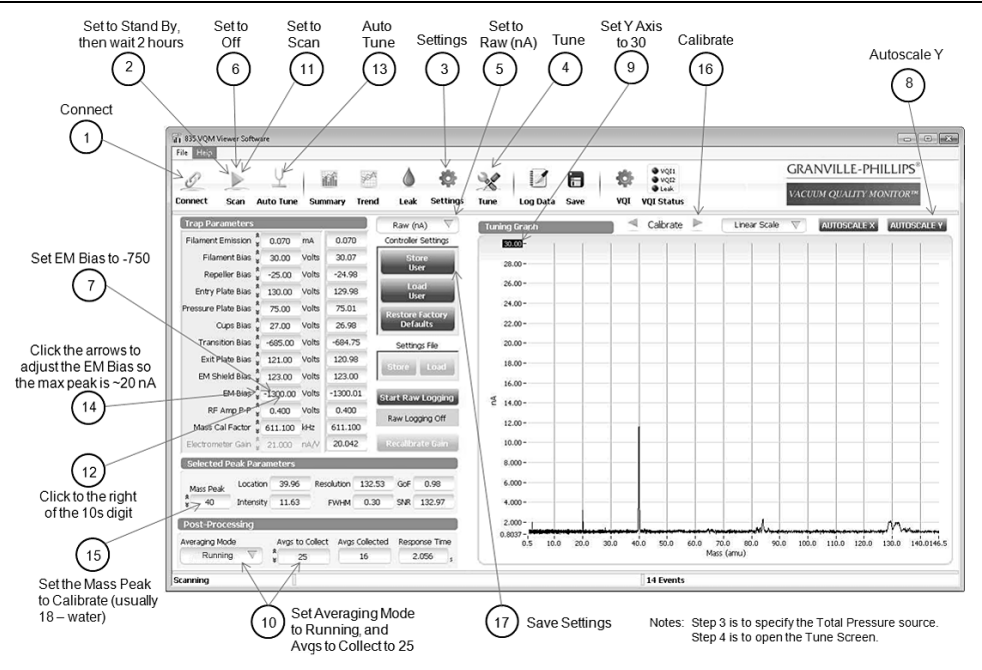 Set to Stand By,
then wait 2 hours
2
Set to
Off
6
Set to
Scan
11
Auto
Tune
13
Settings
3
Set to
Raw (nA)
5
Tune
4
Set Y Axis
to 30
9
Calibrate
16
Autoscale Y
8
Connect
1
835 VQM Viewer Software
File Help
Connect Scan Auto Tune Summary Trend Leak Settings Tune Log Data Save VQI VQI Status
VQI1
VQI2
Leak
GRANVILLE-PHILLIPS®
VACUUM QUALITY MONITOR™
Trap Parameters
Filament Emission 0.070 mA 0.070
Filament Bias 30.00 Volts 30.07
Repeller Bias -25.00 Volts -24.98
Entry Plate Bias 130.00 Volts 129.98
Pressure Plate Bias 75.00 Volts 75.01
Cups Bias 27.00 Volts 26.98
Transition Bias -685.00 Volts -684.75
Exit Plate Bias 121.00 Volts 120.98
EM Shield Bias 123.00 Volts 123.00
EM Bias -1300.00 Volts -1300.01
RF Amp P-P 0.400 Volts 0.400
Mass Cal Factor 611.100 kHz 611.100
Electrometer Gain 21.000 nA/V 20.042
Raw (nA)
Controller Settings
Store
User
Load
User
Restore Factory
Defaults
Settings File
Store Load
Start Raw Logging
Raw Logging Off
Recalibrate Gain
Tuning Graph
Calibrate
Linear Scale
AUTOSCALE X
AUTOSCALE Y
30.00
28.00
26.00
24.00
22.00
20.00
18.00
16.00
14.00
12.00
10.00
8.000
6.000
4.000
2.000
0.8037
nA
0.5 10.0 20.0 30.0 40.0 50.0 60.0 70.0 80.0 90.0 100.0 110.0 120.0 130.0 140.0 146.5
Mass (amu)
Selected Peak Parameters
Mass Peak
40
Location 39.96 Resolution 132.53 GoF 0.98
Intensity 11.63 FWHM 0.30 SNR 132.97
Post-Processing
Averaging Mode Avgs to Collect Avgs Collected Response Time
Running 25 16 2.056 s
Scanning
14 Events
Set EM Bias to -750
7
Click the arrows to
adjust the EM Bias so
the max peak is ~20 nA
14
12
Click to the right
of the 10s digit
15
Set the Mass Peak
to Calibrate (usually
18 – water)
10
Set Averaging Mode
to Running, and
Avgs to Collect to 25
17
Save Settings
Notes: Step 3 is to specify the Total Pressure source.
Step 4 is to open the Tune Screen.